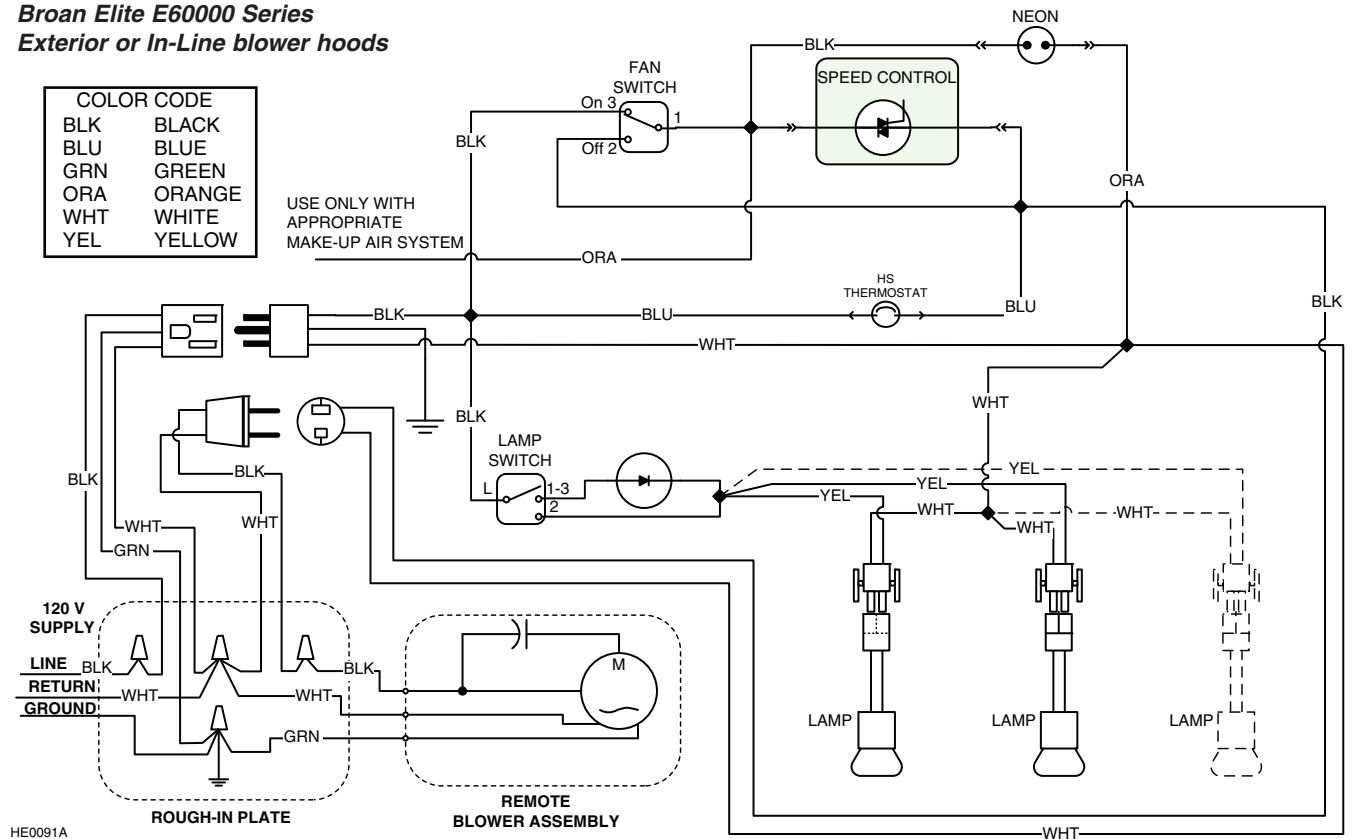 Broan Elite E60000 Series
Exterior or In-Line blower hoods
COLOR CODE
BLK BLACK
BLU BLUE
GRN GREEN
ORA ORANGE
WHT WHITE
YEL YELLOW
NEON
BLK
FAN
SWITCH
On 3
1
Off 2
SPEED CONTROL
BLK
ORA
USE ONLY WITH
APPROPRIATE
MAKE-UP AIR SYSTEM
ORA
HS
THERMOSTAT
BLK
BLU
BLU
BLK
WHT
BLK
WHT
LAMP
SWITCH
L
1-3
2
YEL
YEL
YEL
WHT
WHT
WHT
BLK
BLK
WHT
WHT
GRN
120 V
SUPPLY
LINE
BLK
RETURN
WHT
GROUND
WHT
BLK
GRN
M
LAMP
LAMP
LAMP
ROUGH-IN PLATE
REMOTE
BLOWER ASSEMBLY
WHT
HE0091A